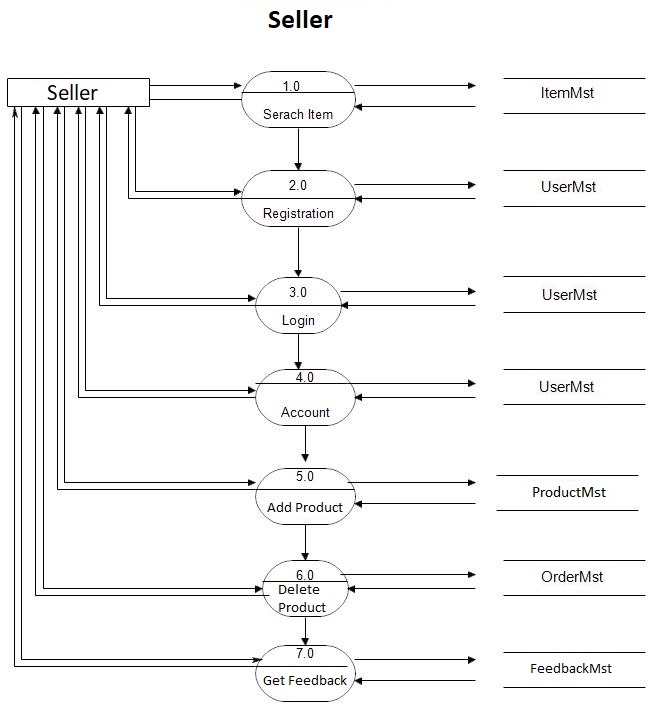 Seller
Seller
1.0
Serach Item
ItemMst
2.0
Registration
UserMst
3.0
Login
UserMst
4.0
Account
UserMst
5.0
Add Product
ProductMst
6.0
Delete
Product
OrderMst
7.0
Get Feedback
FeedbackMst